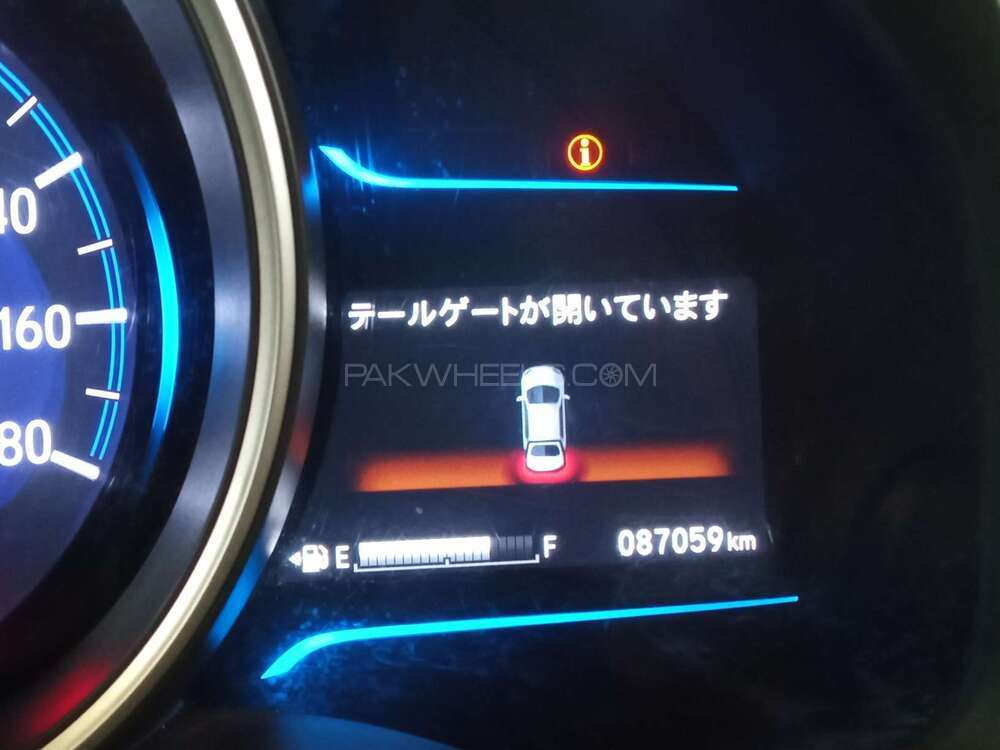 40
160
80
i
テールゲートが開いています
PAKWHEELS.COM
E F
087059km